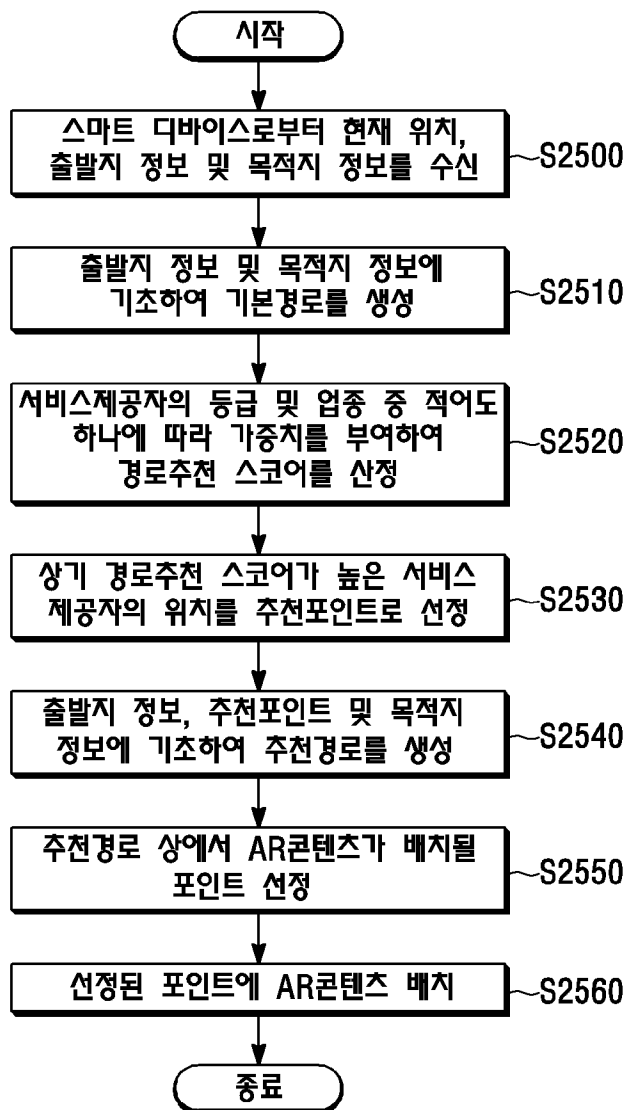 시작
스마트 디바이스로부터 현재 위치,
출발지 정보 및 목적지 정보를 수신
S2500
출발지 정보 및 목적지 정보에
기초하여 기본경로를 생성
S2510
서비스제공자의 등급 및 업종 중 적어도
하나에 따라 가중치를 부여하여
경로추천 스코어를 산정
S2520
상기 경로추천 스코어가 높은 서비스
제공자의 위치를 추천포인트로 선정
S2530
출발지 정보, 추천포인트 및 목적지
정보에 기초하여 추천경로를 생성
S2540
추천경로 상에서 AR콘텐츠가 배치될
포인트 선정
S2550
선정된 포인트에 AR콘텐츠 배치
S2560
종료